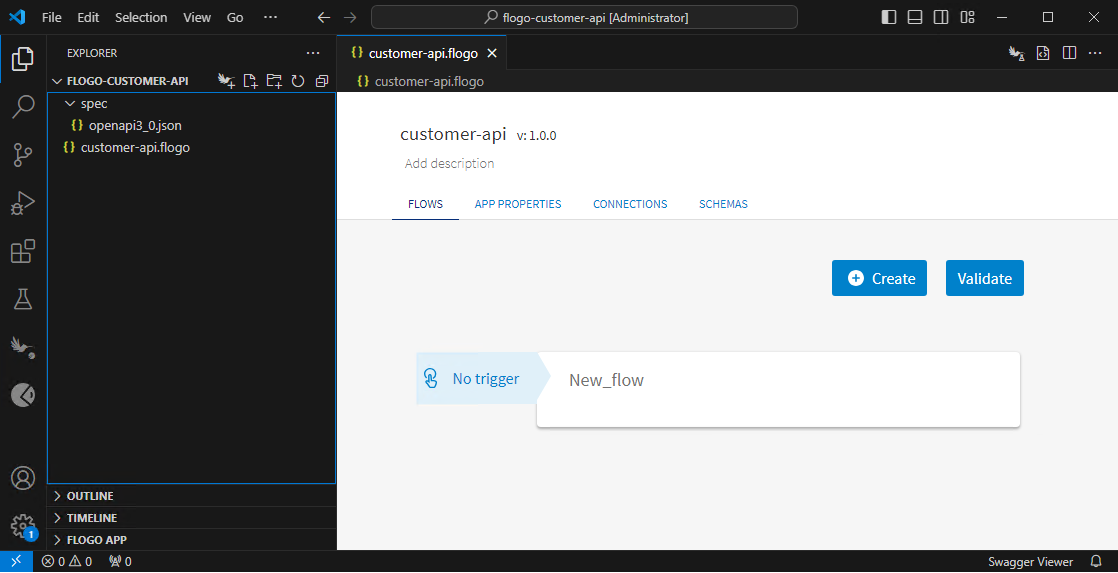 File Edit Selection View Go ···
flogo-customer-api [Administrator]
EXPLORER
FLOGO-CUSTOMER-API
spec
{} openapi3_0.json
{} customer-api.flogo
OUTLINE
TIMELINE
FLOGO APP
{} customer-api.flogo
{} customer-api.flogo
customer-api v: 1.0.0
Add description
FLOWS APP PROPERTIES CONNECTIONS SCHEMAS
Create Validate
No trigger New_flow
1
0 0 0 Swagger Viewer